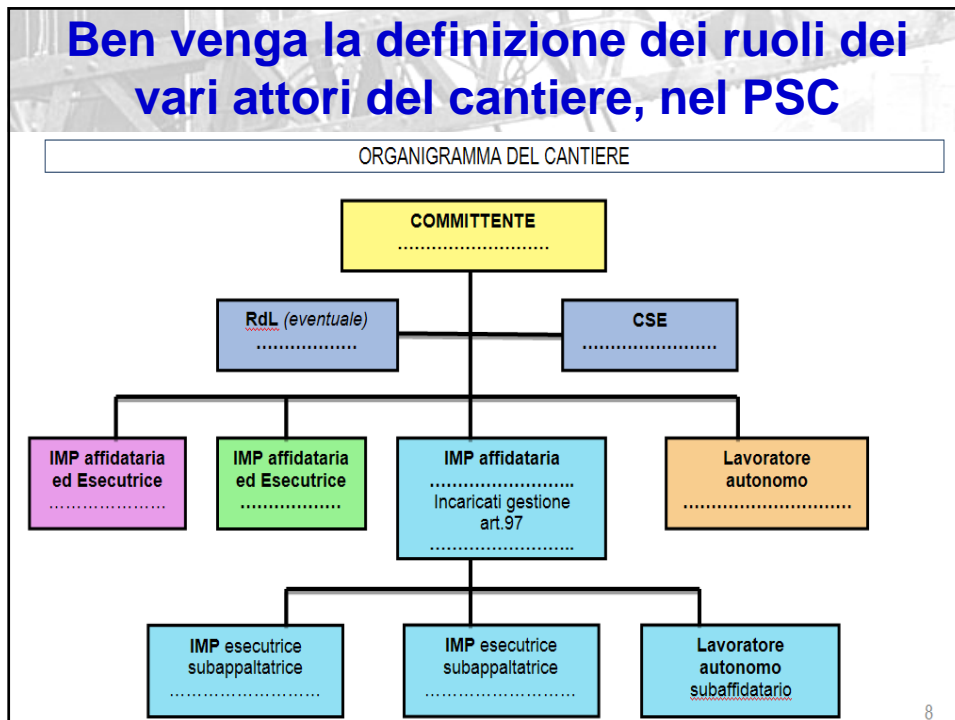 Ben venga la definizione dei ruoli dei
vari attori del cantiere, nel PSC
ORGANIGRAMMA DEL CANTIERE
COMMITTENTE
………………………
RdL (eventuale)
………………
CSE
……………………
IMP affidataria
ed Esecutrice
…………………
IMP affidataria
ed Esecutrice
………………
IMP affidataria
……………………..
Incaricati gestione
art.97
……………………..
Lavoratore
autonomo
…………………………
IMP esecutrice
subappaltatrice
………………………
IMP esecutrice
subappaltatrice
………………………
Lavoratore
autonomo
subaffidatario
8